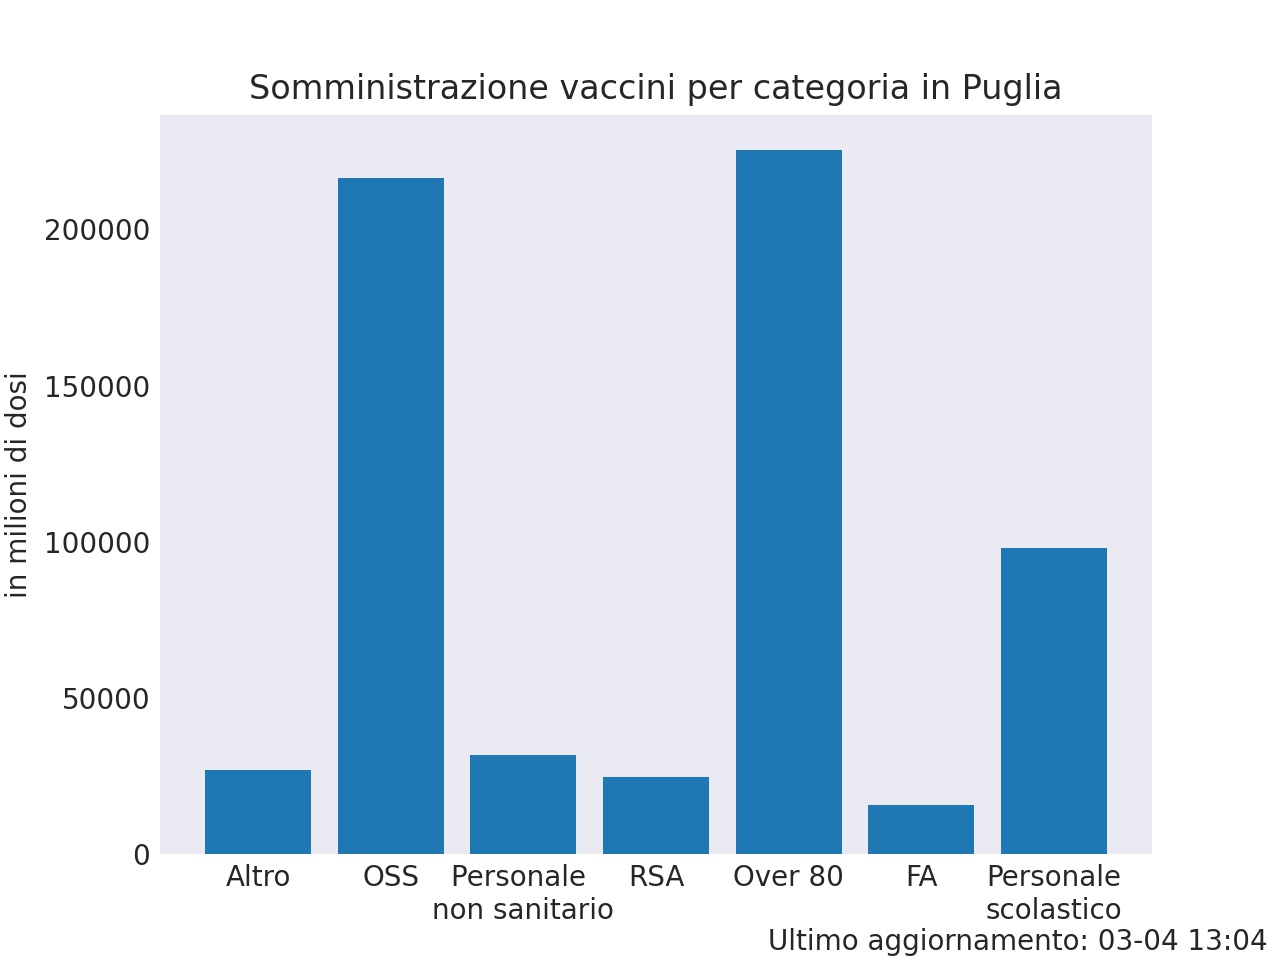 Somministrazione vaccini per categoria in Puglia
in milioni di dosi
200000
150000
100000
50000
0
Altro
OSS
Personale
non sanitario
RSA
Over 80
FA
Personale
scolastico
Ultimo aggiornamento: 03-04 13:04